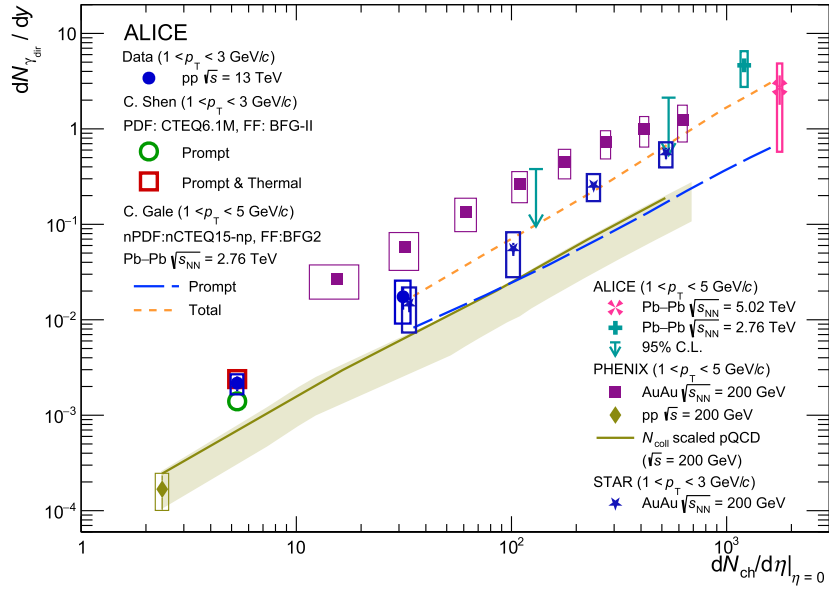 dN_γ_dir / dy
10
1
10⁻¹
10⁻²
10⁻³
10⁻⁴
ALICE
Data (1 < p_T < 3 GeV/c)
pp √s = 13 TeV
C. Shen (1 < p_T < 3 GeV/c)
PDF: CTEQ6.1M, FF: BFG-II
Prompt
Prompt & Thermal
C. Gale (1 < p_T < 5 GeV/c)
nPDF:nCTEQ15-np, FF:BFG2
Pb–Pb √s_NN = 2.76 TeV
Prompt
Total
ALICE (1 < p_T < 5 GeV/c)
Pb–Pb √s_NN = 5.02 TeV
Pb–Pb √s_NN = 2.76 TeV
95% C.L.
PHENIX (1 < p_T < 5 GeV/c)
AuAu √s_NN = 200 GeV
pp √s = 200 GeV
N_coll scaled pQCD
(√s = 200 GeV)
STAR (1 < p_T < 3 GeV/c)
AuAu √s_NN = 200 GeV
1
10
10²
10³
dN_ch/dη|_η = 0